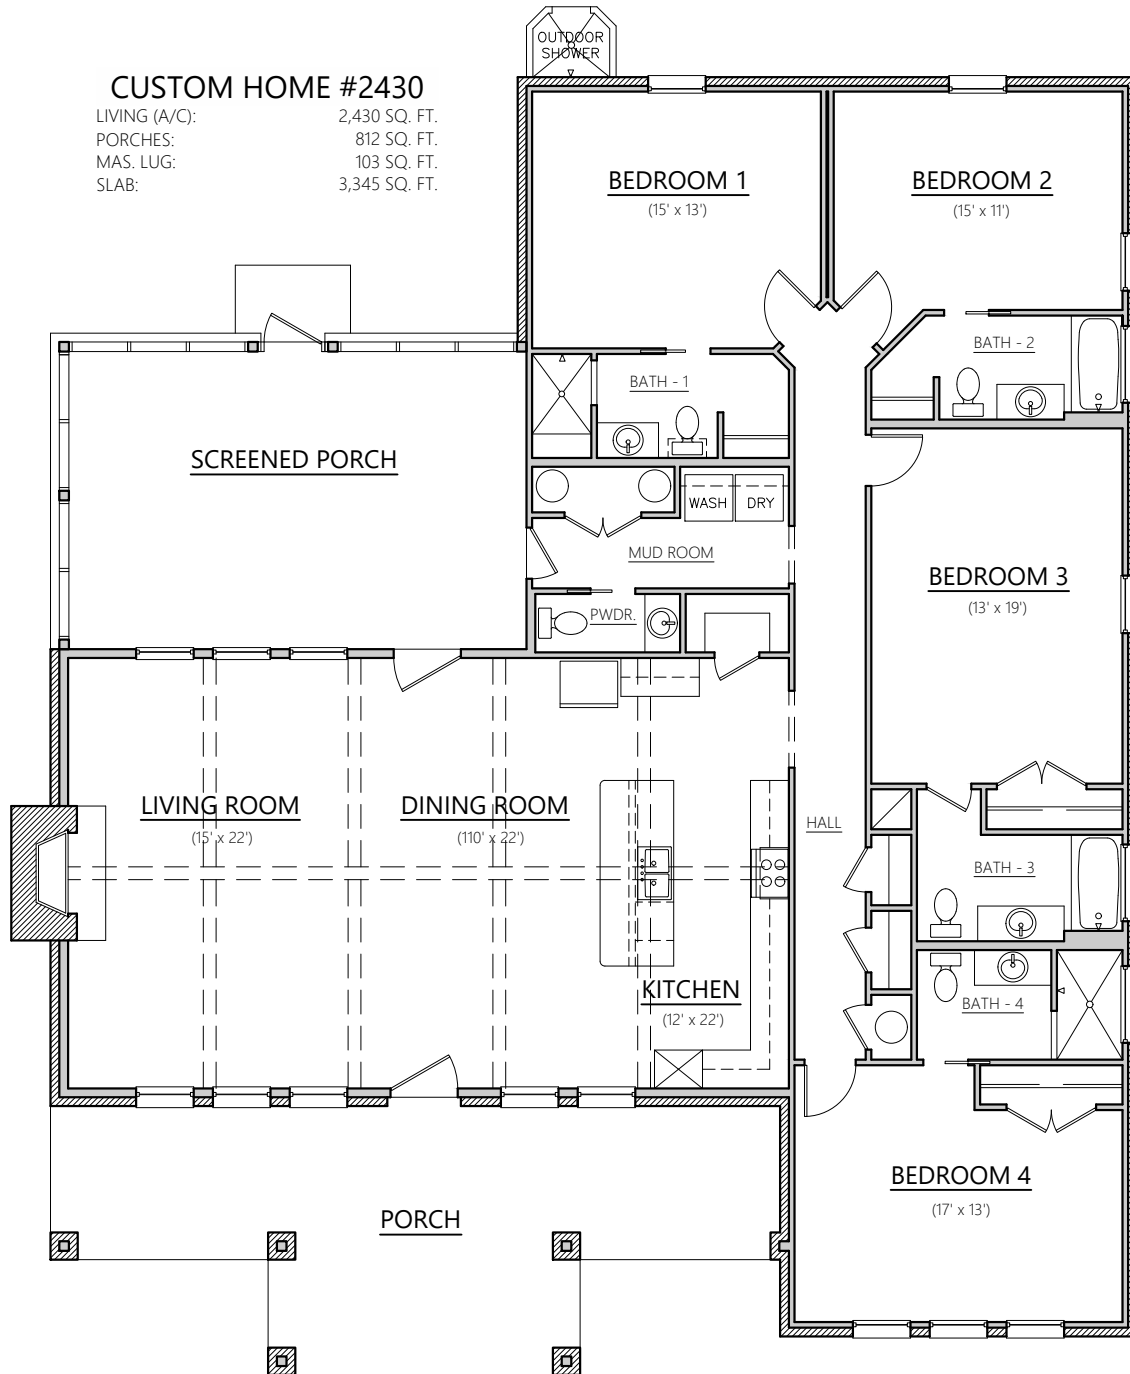 OUTDOOR
SHOWER
CUSTOM HOME #2430
LIVING (A/C): 2,430 SQ. FT.
PORCHES: 812 SQ. FT.
MAS. LUG: 103 SQ. FT.
SLAB: 3,345 SQ. FT.
BEDROOM 1
(15' x 13')
BEDROOM 2
(15' x 11')
BATH - 2
BATH - 1
SCREENED PORCH
WASH DRY
MUD ROOM
BEDROOM 3
(13' x 19')
PWDR.
LIVING ROOM
(15' x 22')
DINING ROOM
(110' x 22')
HALL
BATH - 3
KITCHEN
(12' x 22')
BATH - 4
BEDROOM 4
(17' x 13')
PORCH